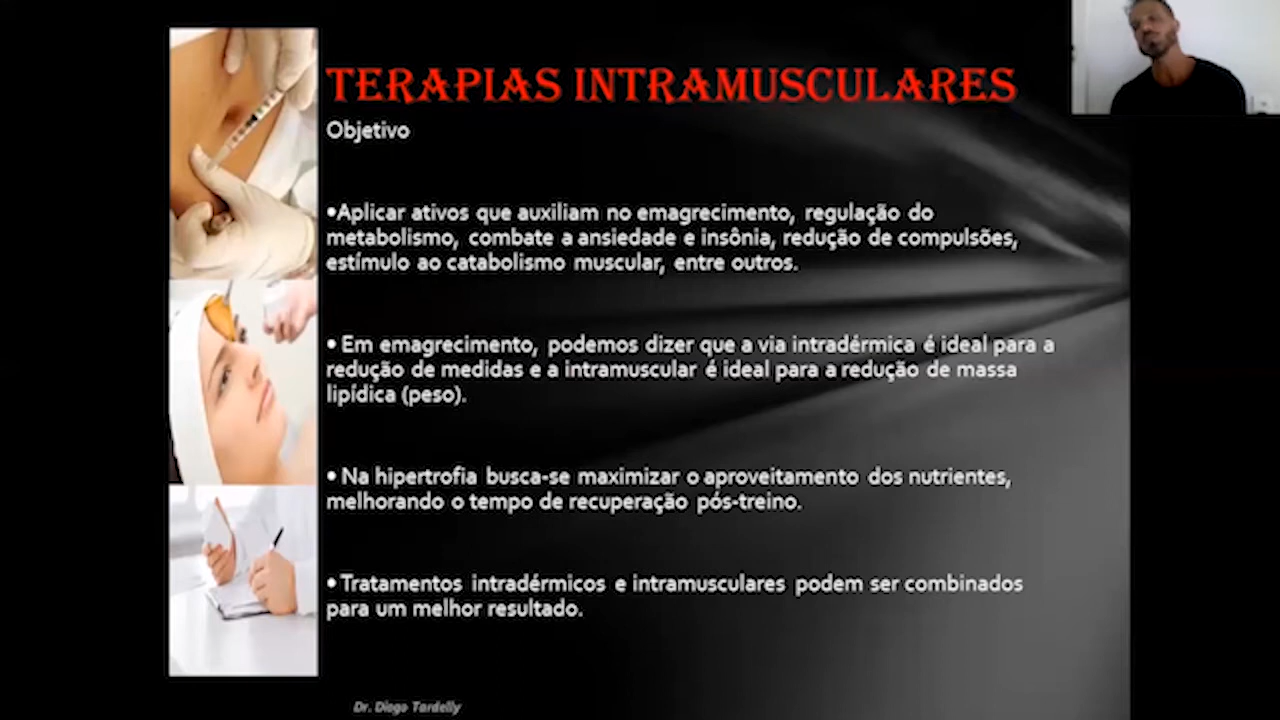 TERAPIAS INTRAMUSCULARES
Objetivo
•Aplicar ativos que auxiliam no emagrecimento, regulação do
metabolismo, combate a ansiedade e insônia, redução de compulsões,
estímulo ao catabolismo muscular, entre outros.
• Em emagrecimento, podemos dizer que a via intradérmica é ideal para a
redução de medidas e a intramuscular é ideal para a redução de massa
lipídica (peso).
• Na hipertrofia busca-se maximizar o aproveitamento dos nutrientes,
melhorando o tempo de recuperação pós-treino.
• Tratamentos intradérmicos e intramusculares podem ser combinados
para um melhor resultado.
Dr. Diogo Tardelly